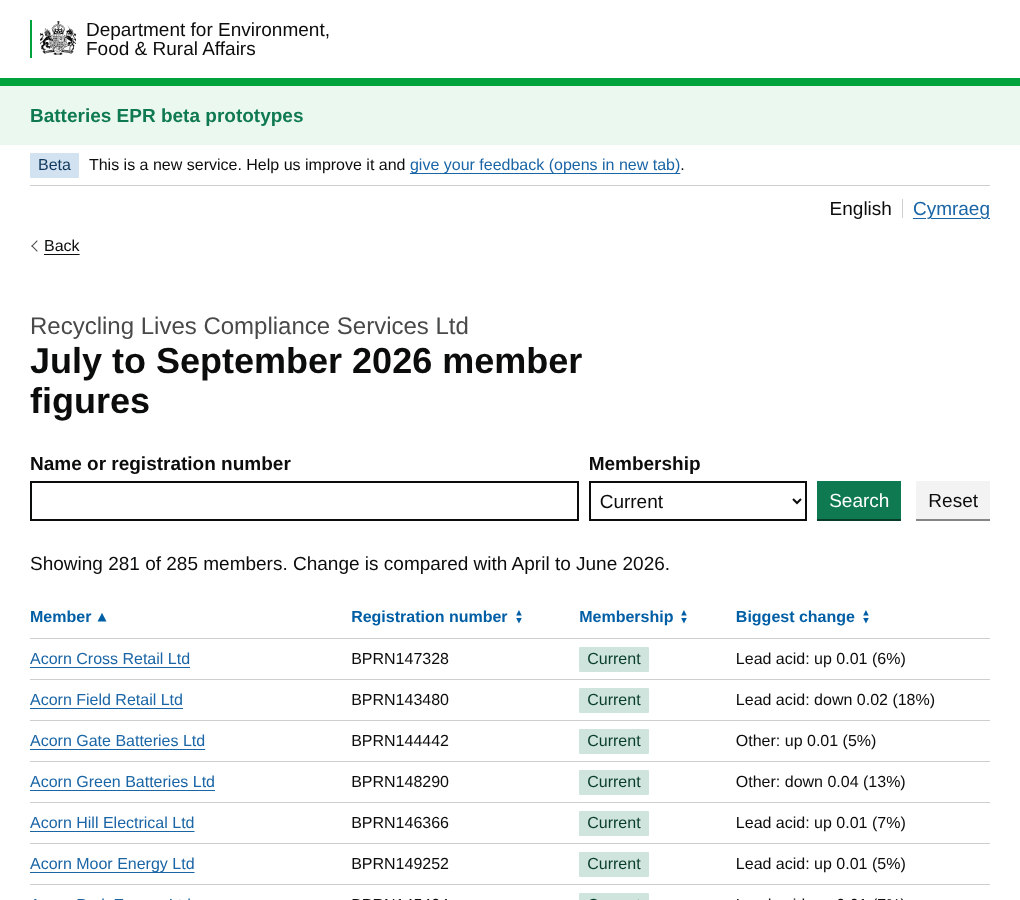 Department for Environment,
Food & Rural Affairs
Batteries EPR beta prototypes
Beta This is a new service. Help us improve it and give your feedback (opens in new tab).
English Cymraeg
Back
Recycling Lives Compliance Services Ltd
July to September 2026 member
figures
Name or registration number Membership
Current Search Reset
Showing 281 of 285 members. Change is compared with April to June 2026.
Member Registration number Membership Biggest change
Acorn Cross Retail Ltd BPRN147328 Current Lead acid: up 0.01 (6%)
Acorn Field Retail Ltd BPRN143480 Current Lead acid: down 0.02 (18%)
Acorn Gate Batteries Ltd BPRN144442 Current Other: up 0.01 (5%)
Acorn Green Batteries Ltd BPRN148290 Current Other: down 0.04 (13%)
Acorn Hill Electrical Ltd BPRN146366 Current Lead acid: up 0.01 (7%)
Acorn Moor Energy Ltd BPRN149252 Current Lead acid: up 0.01 (5%)